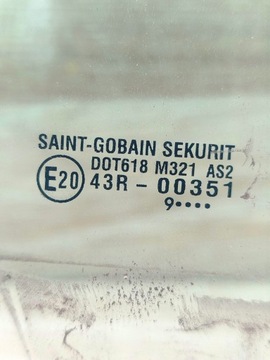 SAINT-GOBAIN SEKURIT
DOT618 M321 AS2
E20 43R - 00351
9••••